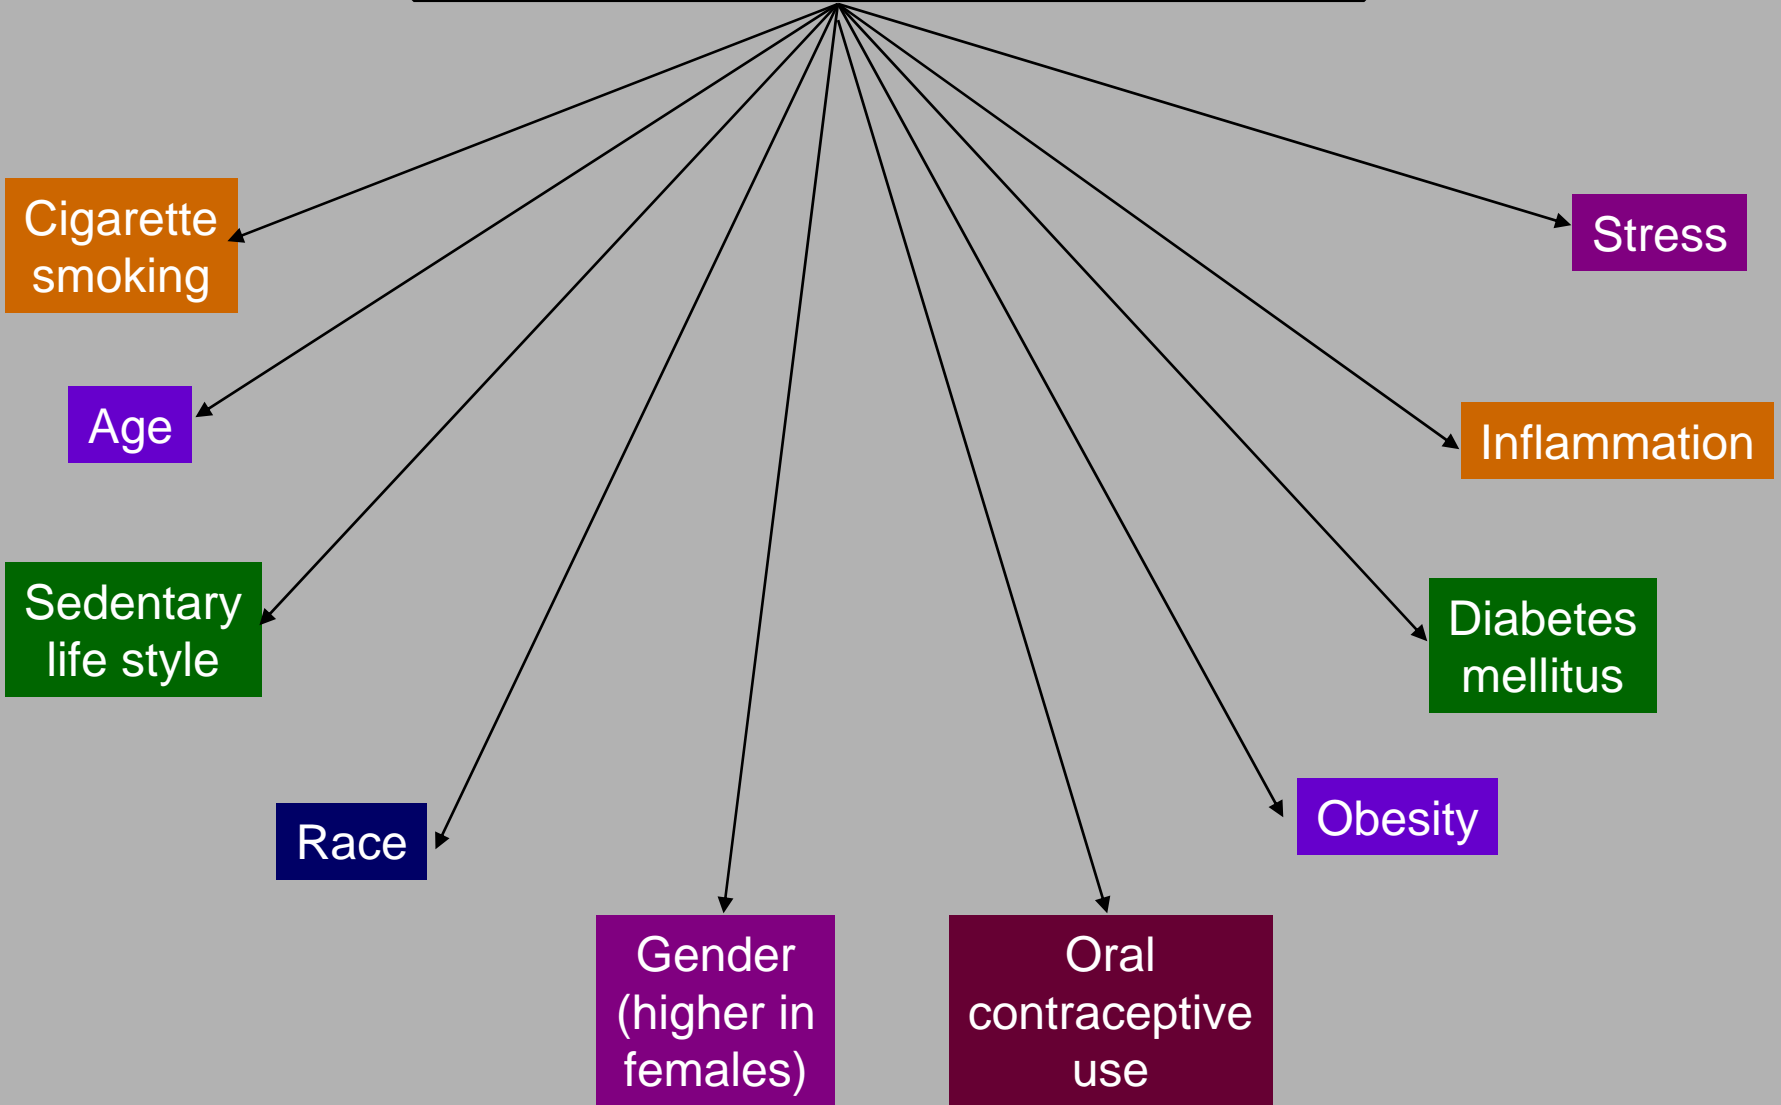 Cigarette
smoking
Stress
Age
Inflammation
Sedentary
life style
Diabetes
mellitus
Race
Obesity
Gender
(higher in
females)
Oral
contraceptive
use